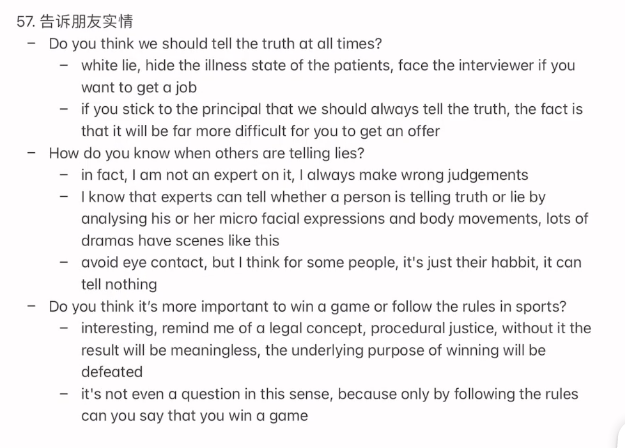 57. 告诉朋友实情
– Do you think we should tell the truth at all times?
– white lie, hide the illness state of the patients, face the interviewer if you
want to get a job
– if you stick to the principal that we should always tell the truth, the fact is
that it will be far more difficult for you to get an offer
– How do you know when others are telling lies?
– in fact, I am not an expert on it, I always make wrong judgements
– I know that experts can tell whether a person is telling truth or lie by
analysing his or her micro facial expressions and body movements, lots of
dramas have scenes like this
– avoid eye contact, but I think for some people, it's just their habbit, it can
tell nothing
– Do you think it's more important to win a game or follow the rules in sports?
– interesting, remind me of a legal concept, procedural justice, without it the
result will be meaningless, the underlying purpose of winning will be
defeated
– it's not even a question in this sense, because only by following the rules
can you say that you win a game